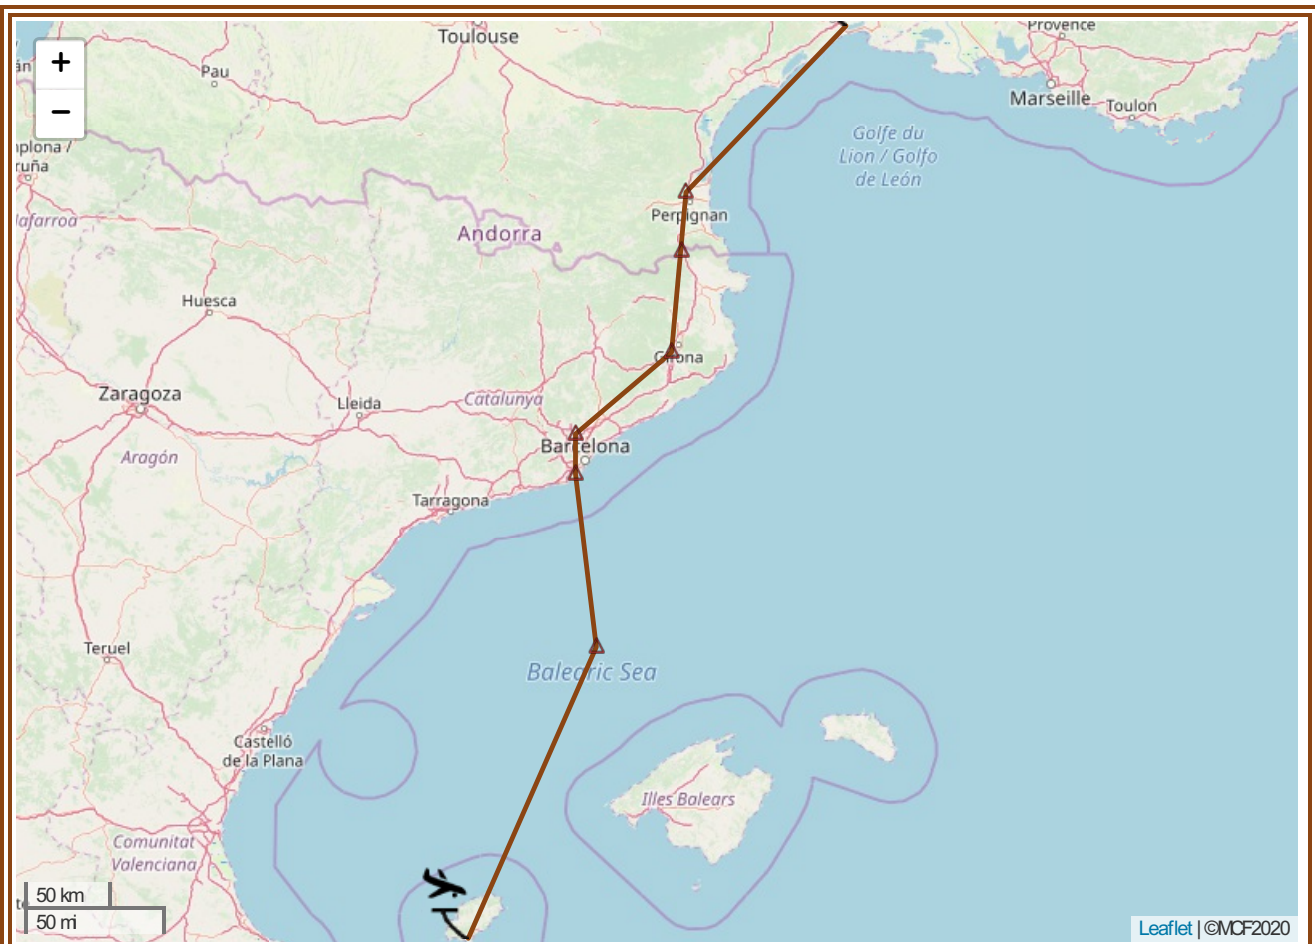 +
−
Toulouse
Provence
Pau
Marseille
Toulon
Golfe du
Lion / Golfo
de León
mplona /
ruña
lafarroa
Perpignan
Andorra
Huesca
Girona
Zaragoza
Lleida
Catalunya
Barcelona
Aragón
Tarragona
Teruel
Balearic Sea
Castelló
de la Plana
Illes Balears
Comunitat
Valenciana
50 km
50 mi
Leaflet | ©MCF2020